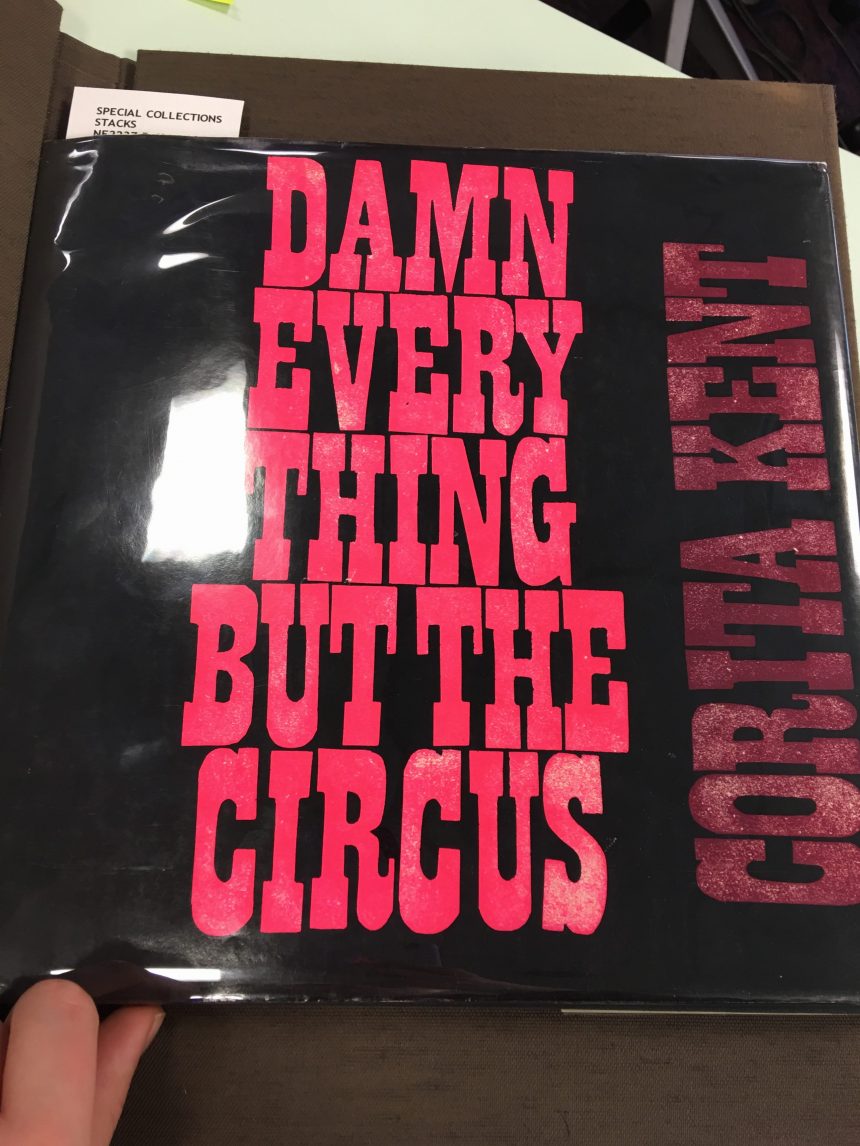 SPECIAL COLLECTIONS
STACKS
DAMN
EVERY
THING
BUT THE
CIRCUS
CORITA KENT